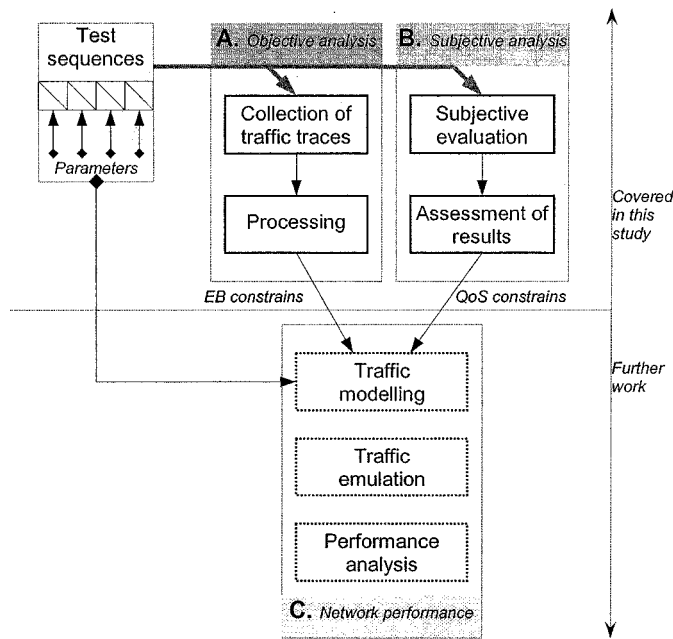 Test
sequences
Parameters
A. Objective analysis
Collection of
traffic traces
Processing
EB constrains
B. Subjective analysis
Subjective
evaluation
Assessment of
results
QoS constrains
Covered
in this
study
Further
work
Traffic
modelling
Traffic
emulation
Performance
analysis
C. Network performance